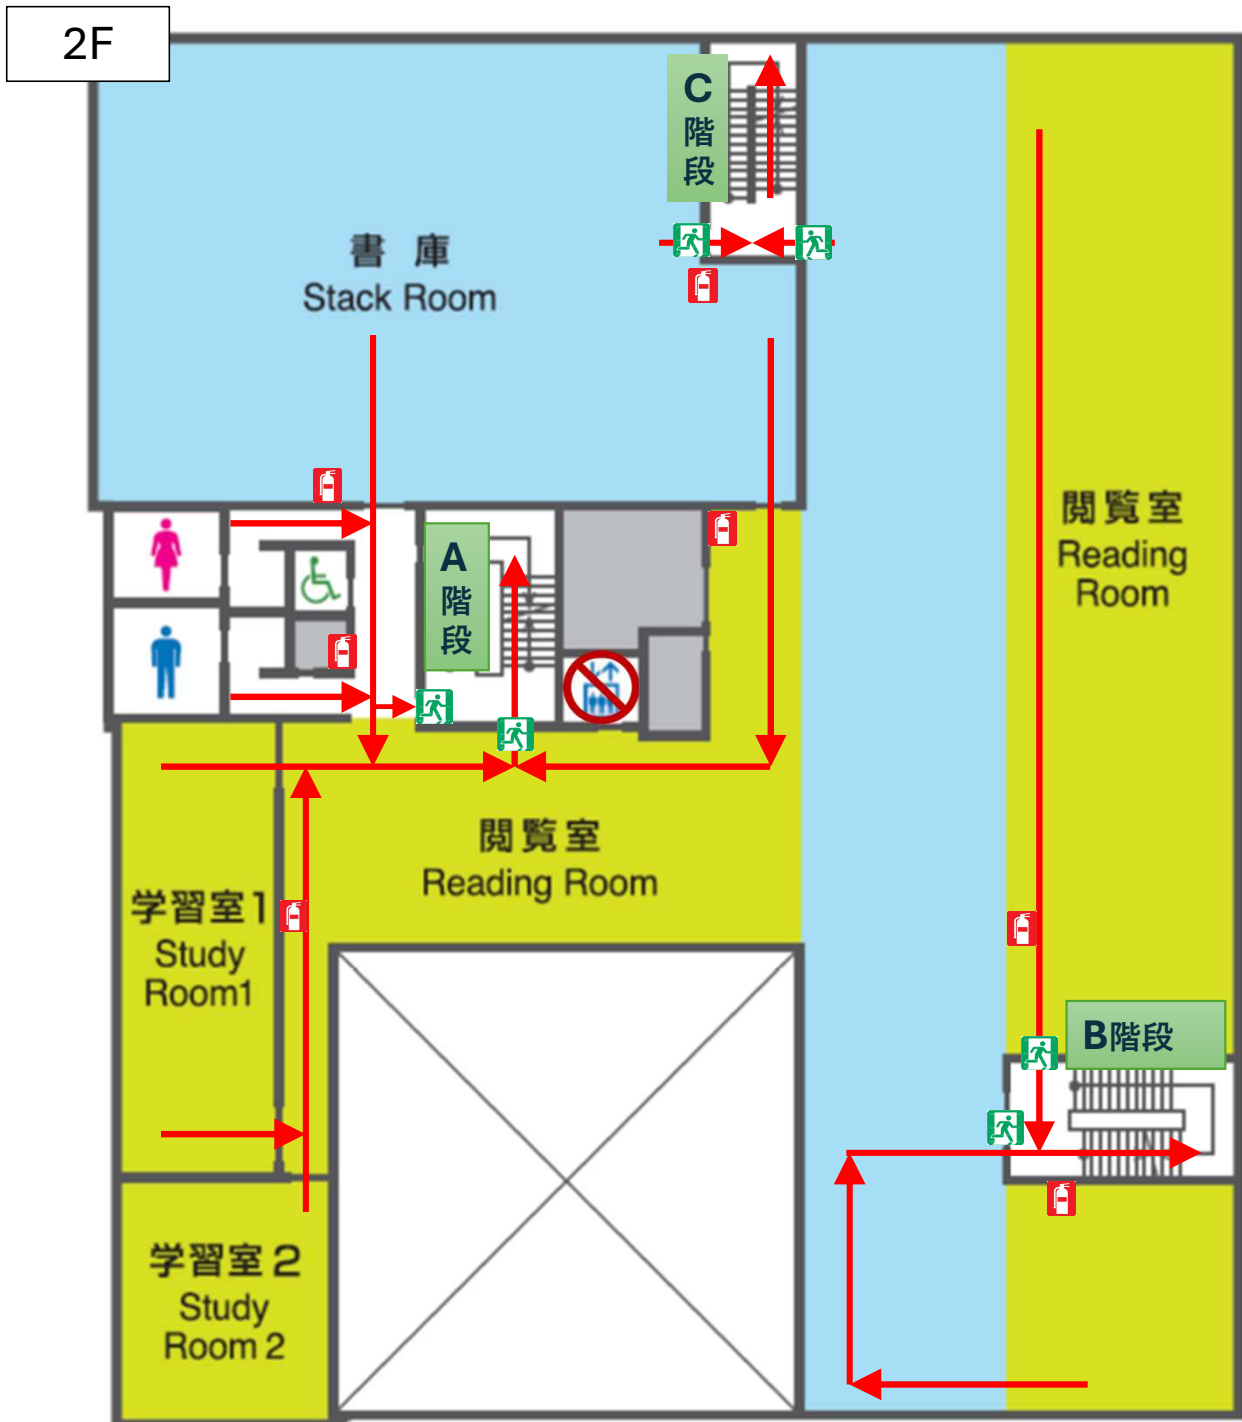 2F
C
階
段
書 庫
Stack Room
閲覧室
Reading
Room
A
階
段
閲覧室
Reading Room
学習室1
Study
Room1
B階段
学習室2
Study
Room 2